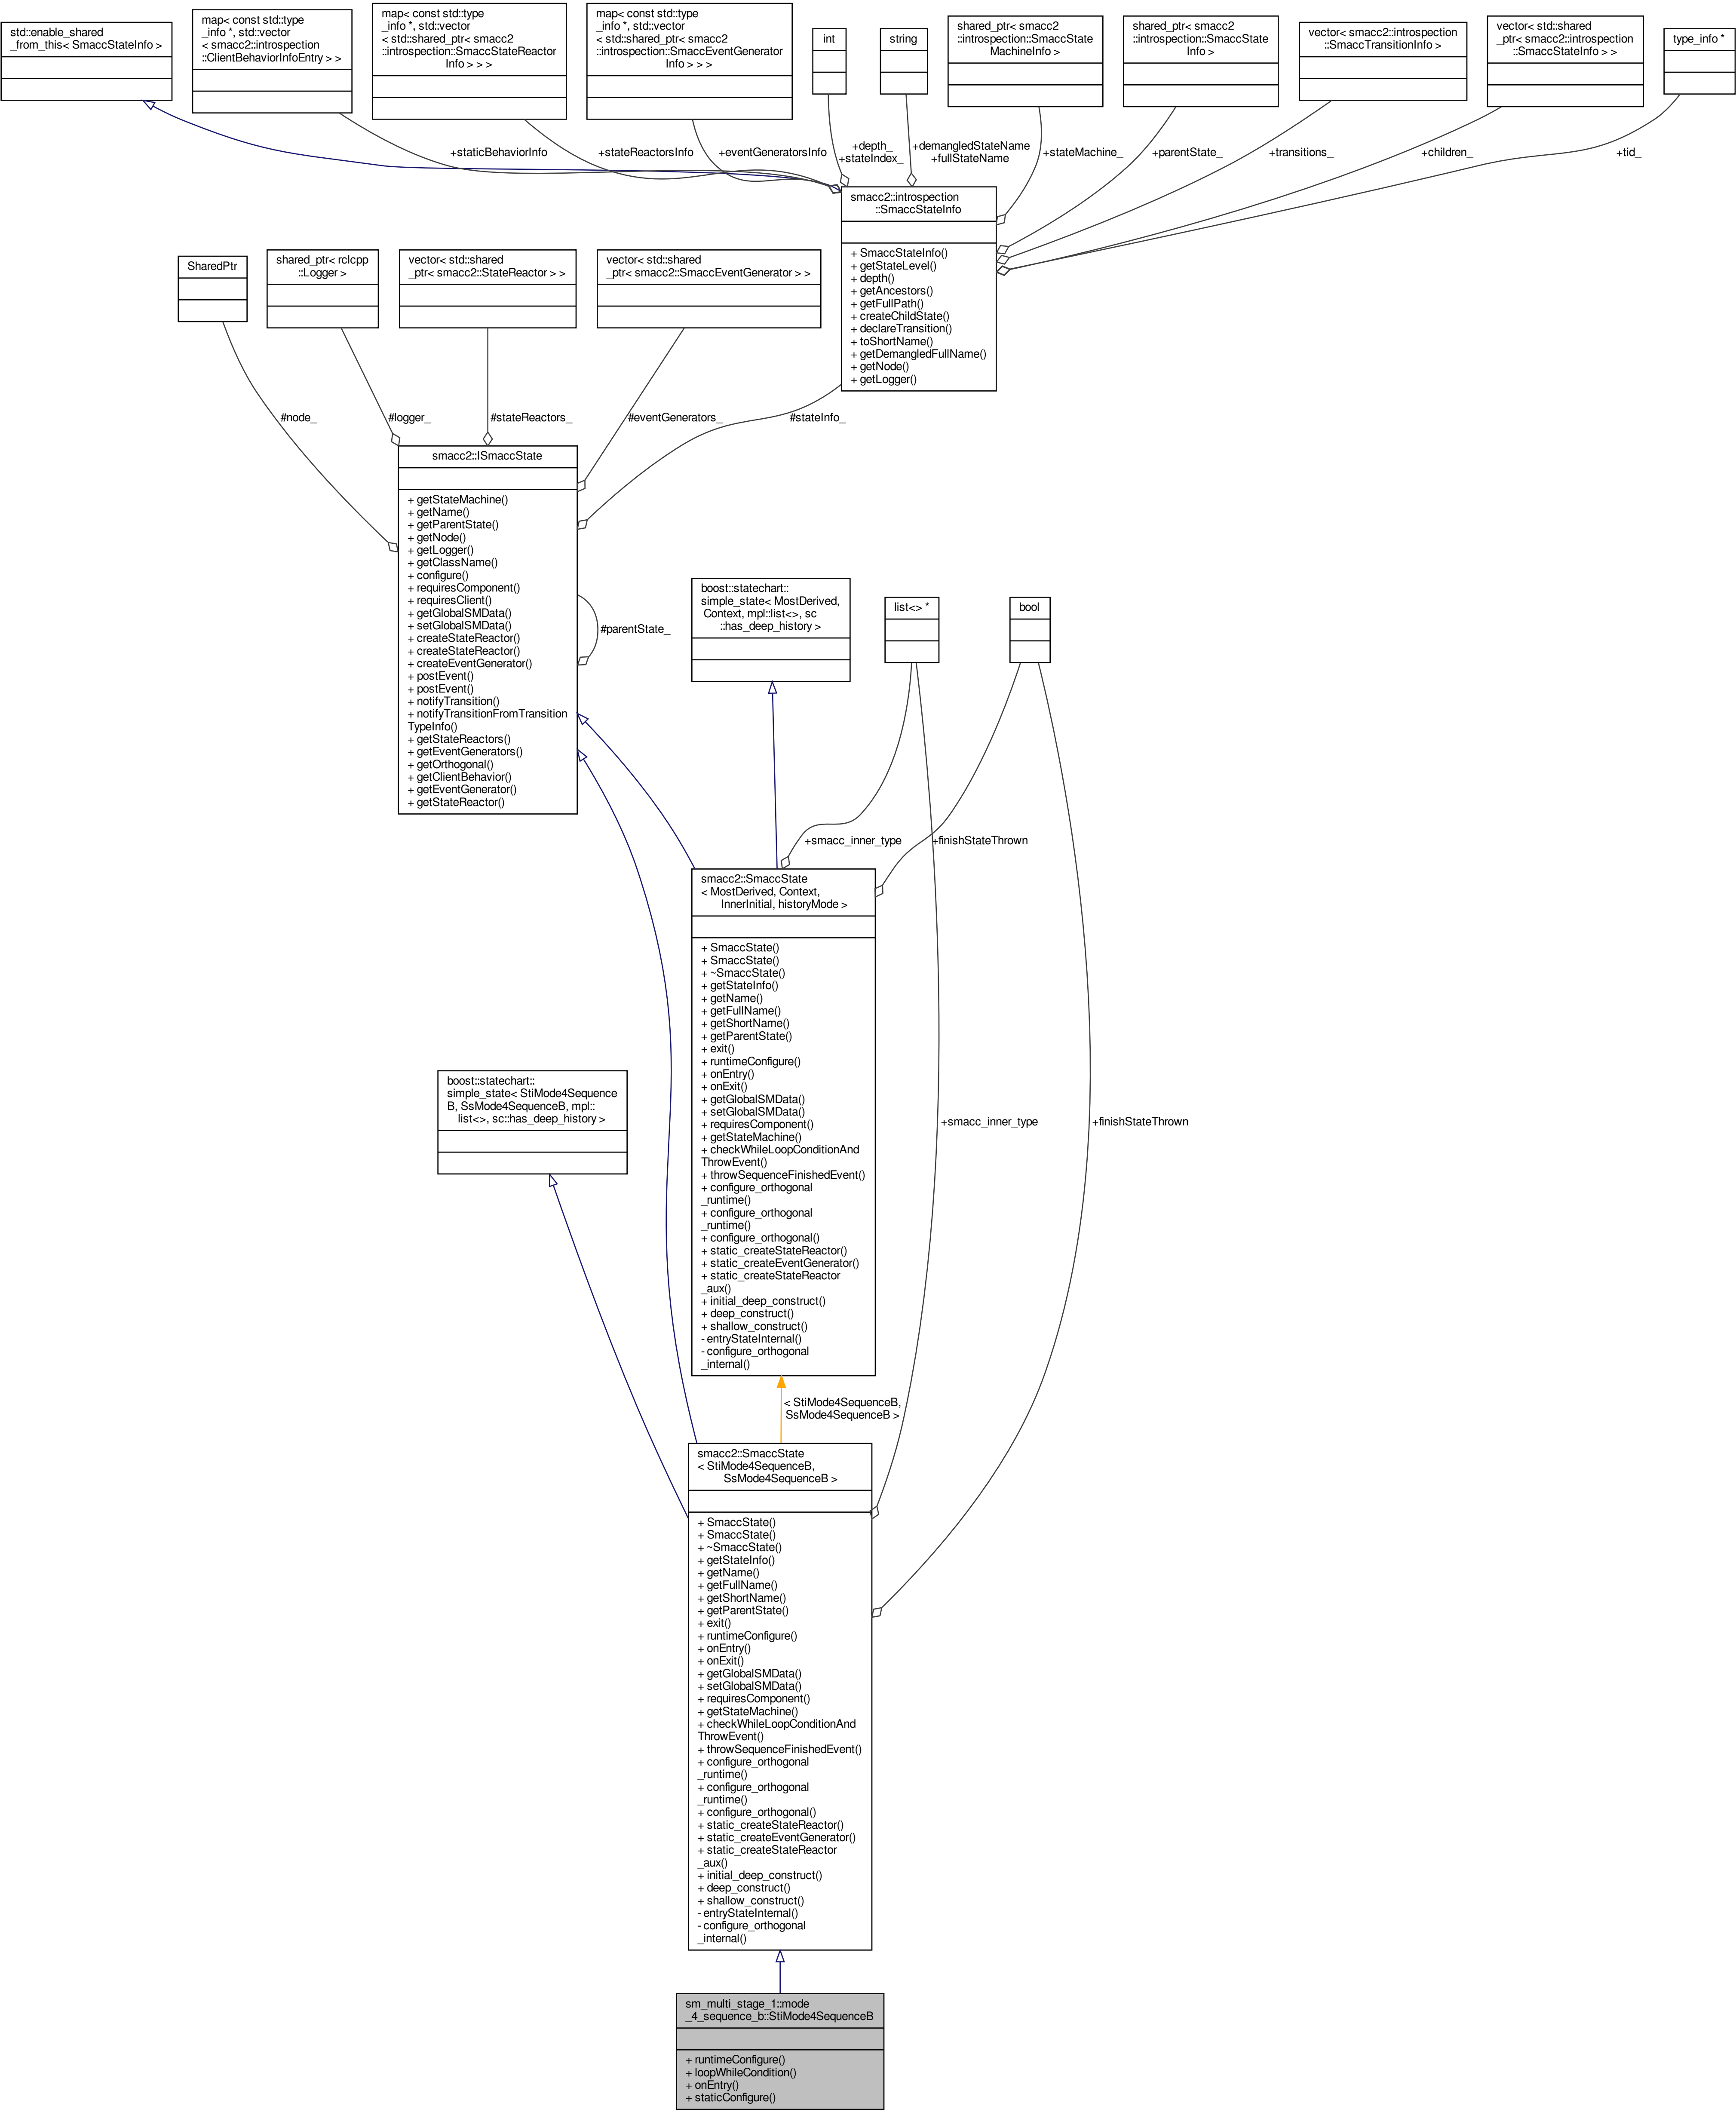 std::enable_shared
_from_this< SmaccStateInfo >
map< const std::type
_info *, std::vector
< smacc2::introspection
::ClientBehaviorInfoEntry > >
map< const std::type
_info *, std::vector
< std::shared_ptr< smacc2
::introspection::SmaccStateReactor
Info > > >
map< const std::type
_info *, std::vector
< std::shared_ptr< smacc2
::introspection::SmaccEventGenerator
Info > > >
int
string
shared_ptr< smacc2
::introspection::SmaccState
MachineInfo >
shared_ptr< smacc2
::introspection::SmaccState
Info >
vector< smacc2::introspection
::SmaccTransitionInfo >
vector< std::shared
_ptr< smacc2::introspection
::SmaccStateInfo > >
type_info *
+staticBehaviorInfo
+stateReactorsInfo
+eventGeneratorsInfo
+depth_
+stateIndex_
+demangledStateName
+fullStateName
+stateMachine_
+parentState_
+transitions_
+children_
+tid_
smacc2::introspection
::SmaccStateInfo
+ SmaccStateInfo()
+ getStateLevel()
+ depth()
+ getAncestors()
+ getFullPath()
+ createChildState()
+ declareTransition()
+ toShortName()
+ getDemangledFullName()
+ getNode()
+ getLogger()
SharedPtr
shared_ptr< rclcpp
::Logger >
vector< std::shared
_ptr< smacc2::StateReactor > >
vector< std::shared
_ptr< smacc2::SmaccEventGenerator > >
#node_
#logger_
#stateReactors_
#eventGenerators_
#stateInfo_
smacc2::ISmaccState
+ getStateMachine()
+ getName()
+ getParentState()
+ getNode()
+ getLogger()
+ getClassName()
+ configure()
+ requiresComponent()
+ requiresClient()
+ getGlobalSMData()
+ setGlobalSMData()
+ createStateReactor()
+ createStateReactor()
+ createEventGenerator()
+ postEvent()
+ postEvent()
+ notifyTransition()
+ notifyTransitionFromTransition
TypeInfo()
+ getStateReactors()
+ getEventGenerators()
+ getOrthogonal()
+ getClientBehavior()
+ getEventGenerator()
+ getStateReactor()
#parentState_
boost::statechart::
simple_state< MostDerived,
Context, mpl::list<>, sc
::has_deep_history >
list<> *
bool
+smacc_inner_type
+finishStateThrown
smacc2::SmaccState
< MostDerived, Context,
InnerInitial, historyMode >
+ SmaccState()
+ SmaccState()
+ ~SmaccState()
+ getStateInfo()
+ getName()
+ getFullName()
+ getShortName()
+ getParentState()
+ exit()
+ runtimeConfigure()
+ onEntry()
+ onExit()
+ getGlobalSMData()
+ setGlobalSMData()
+ requiresComponent()
+ getStateMachine()
+ checkWhileLoopConditionAnd
ThrowEvent()
+ throwSequenceFinishedEvent()
+ configure_orthogonal
_runtime()
+ configure_orthogonal
_runtime()
+ configure_orthogonal()
+ static_createStateReactor()
+ static_createEventGenerator()
+ static_createStateReactor
_aux()
+ initial_deep_construct()
+ deep_construct()
+ shallow_construct()
- entryStateInternal()
- configure_orthogonal
_internal()
boost::statechart::
simple_state< StiMode4Sequence
B, SsMode4SequenceB, mpl::
list<>, sc::has_deep_history >
+smacc_inner_type
+finishStateThrown
< StiMode4SequenceB,
SsMode4SequenceB >
smacc2::SmaccState
< StiMode4SequenceB,
SsMode4SequenceB >
+ SmaccState()
+ SmaccState()
+ ~SmaccState()
+ getStateInfo()
+ getName()
+ getFullName()
+ getShortName()
+ getParentState()
+ exit()
+ runtimeConfigure()
+ onEntry()
+ onExit()
+ getGlobalSMData()
+ setGlobalSMData()
+ requiresComponent()
+ getStateMachine()
+ checkWhileLoopConditionAnd
ThrowEvent()
+ throwSequenceFinishedEvent()
+ configure_orthogonal
_runtime()
+ configure_orthogonal
_runtime()
+ configure_orthogonal()
+ static_createStateReactor()
+ static_createEventGenerator()
+ static_createStateReactor
_aux()
+ initial_deep_construct()
+ deep_construct()
+ shallow_construct()
- entryStateInternal()
- configure_orthogonal
_internal()
sm_multi_stage_1::mode
_4_sequence_b::StiMode4SequenceB
+ runtimeConfigure()
+ loopWhileCondition()
+ onEntry()
+ staticConfigure()